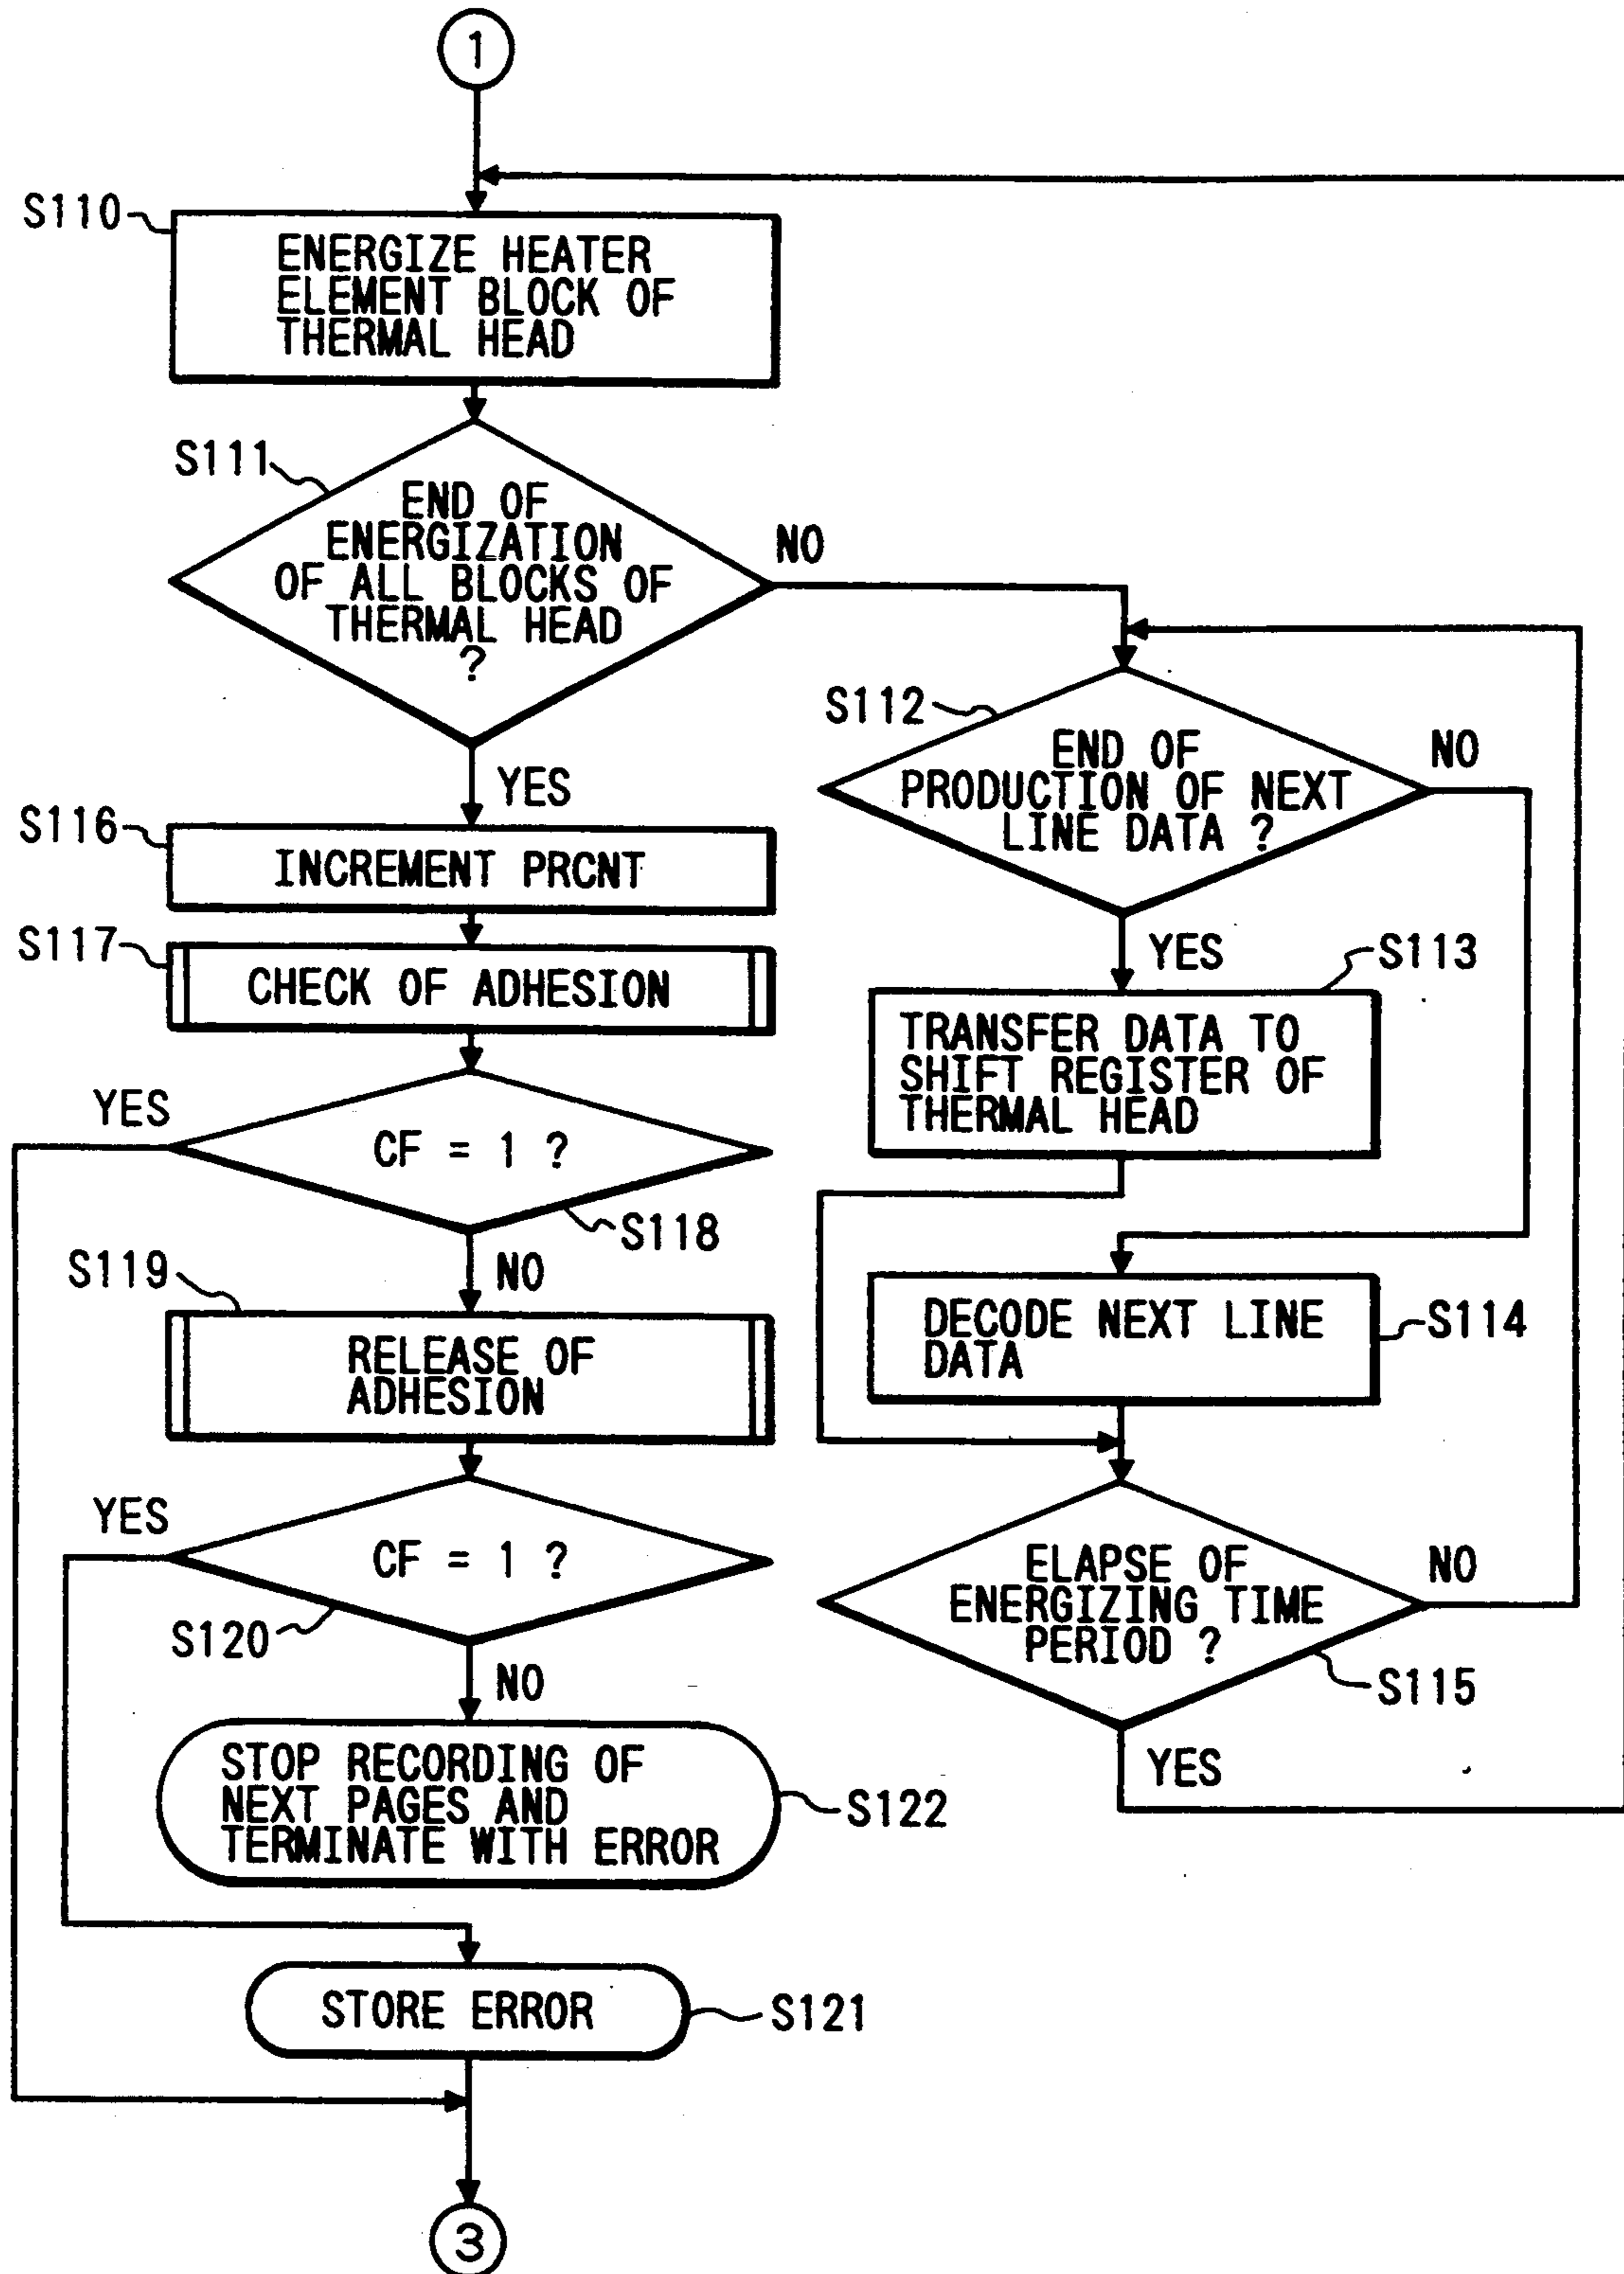 1
S110
ENERGIZE HEATER
ELEMENT BLOCK OF
THERMAL HEAD
S111
END OF
ENERGIZATION
OF ALL BLOCKS OF
THERMAL HEAD
?
NO
YES
S112
END OF
PRODUCTION OF NEXT
LINE DATA ?
NO
YES
S113
TRANSFER DATA TO
SHIFT REGISTER OF
THERMAL HEAD
S114
DECODE NEXT LINE
DATA
ELAPSE OF
ENERGIZING TIME
PERIOD ?
NO
S115
YES
S116
INCREMENT PRCNT
S117
CHECK OF ADHESION
YES
CF = 1 ?
S118
NO
S119
RELEASE OF
ADHESION
YES
CF = 1 ?
S120
NO
STOP RECORDING OF
NEXT PAGES AND
TERMINATE WITH ERROR
S122
STORE ERROR
S121
3